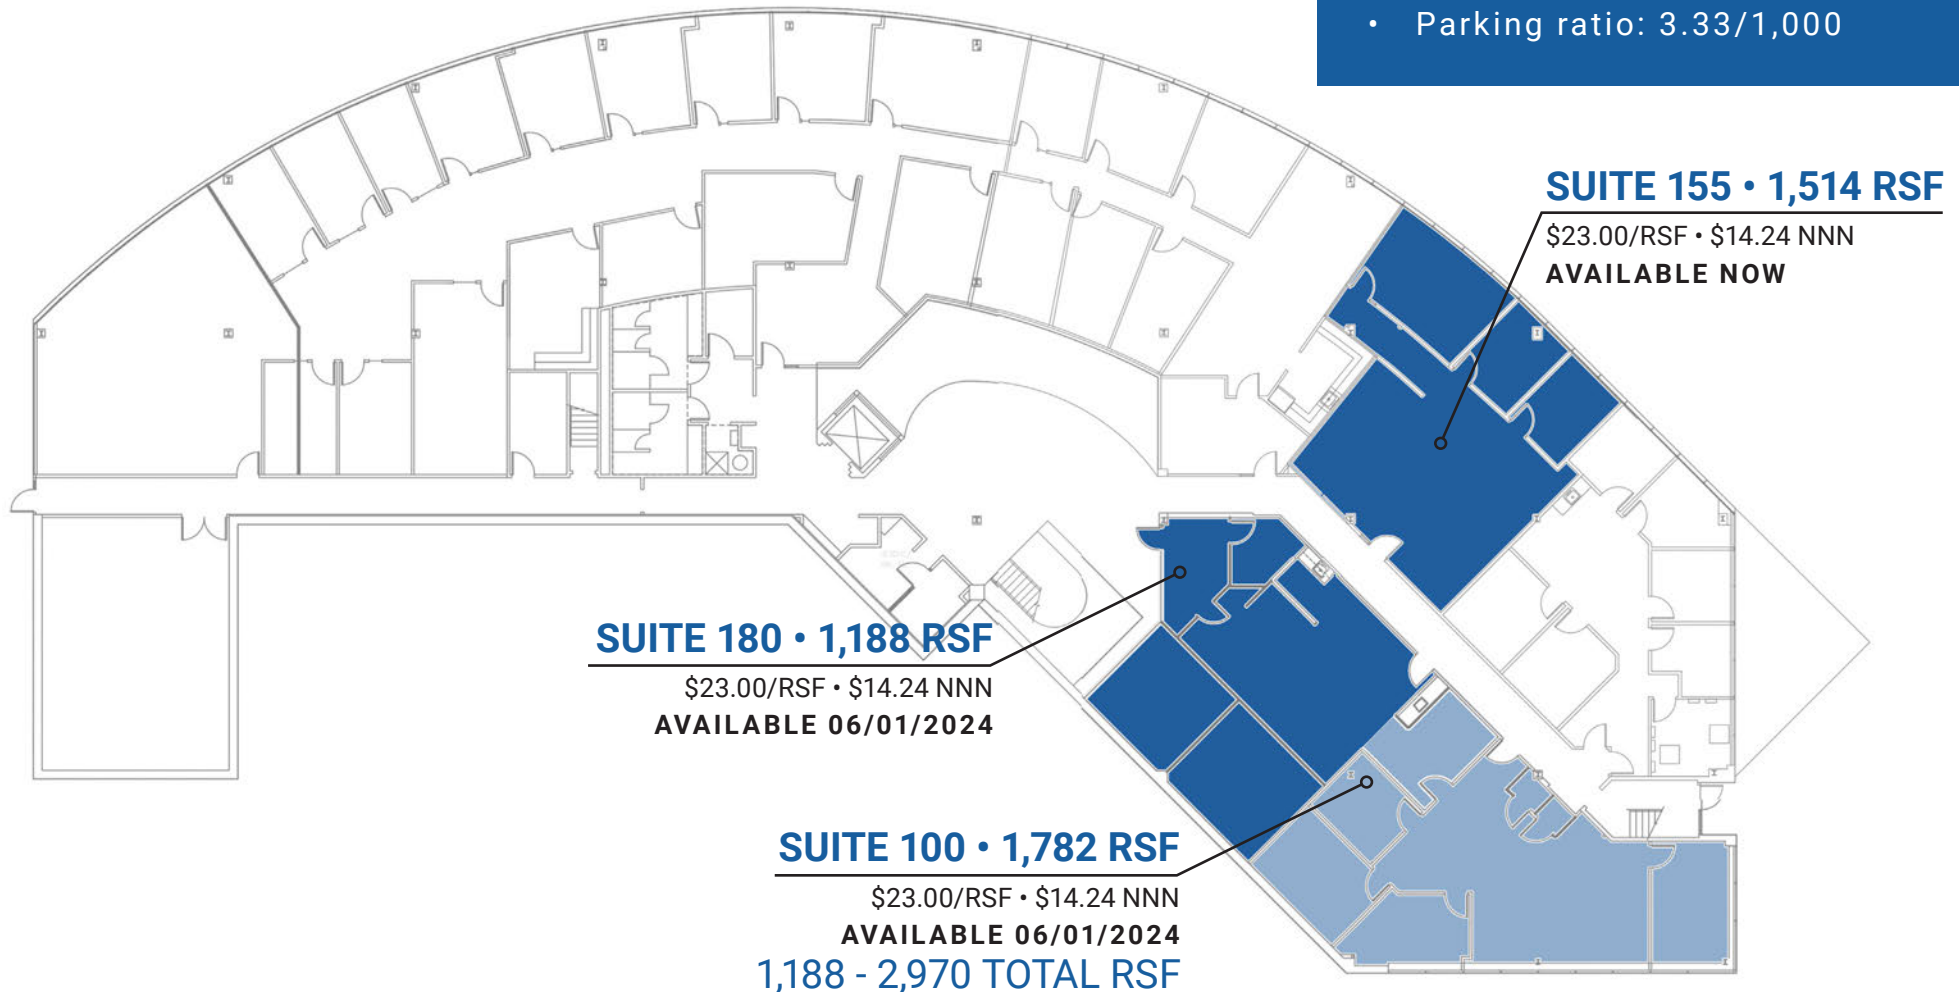 • Parking ratio: 3.33/1,000
SUITE 155 • 1,514 RSF
$23.00/RSF • $14.24 NNN
AVAILABLE NOW
SUITE 180 • 1,188 RSF
$23.00/RSF • $14.24 NNN
AVAILABLE 06/01/2024
SUITE 100 • 1,782 RSF
$23.00/RSF • $14.24 NNN
AVAILABLE 06/01/2024
1,188 - 2,970 TOTAL RSF